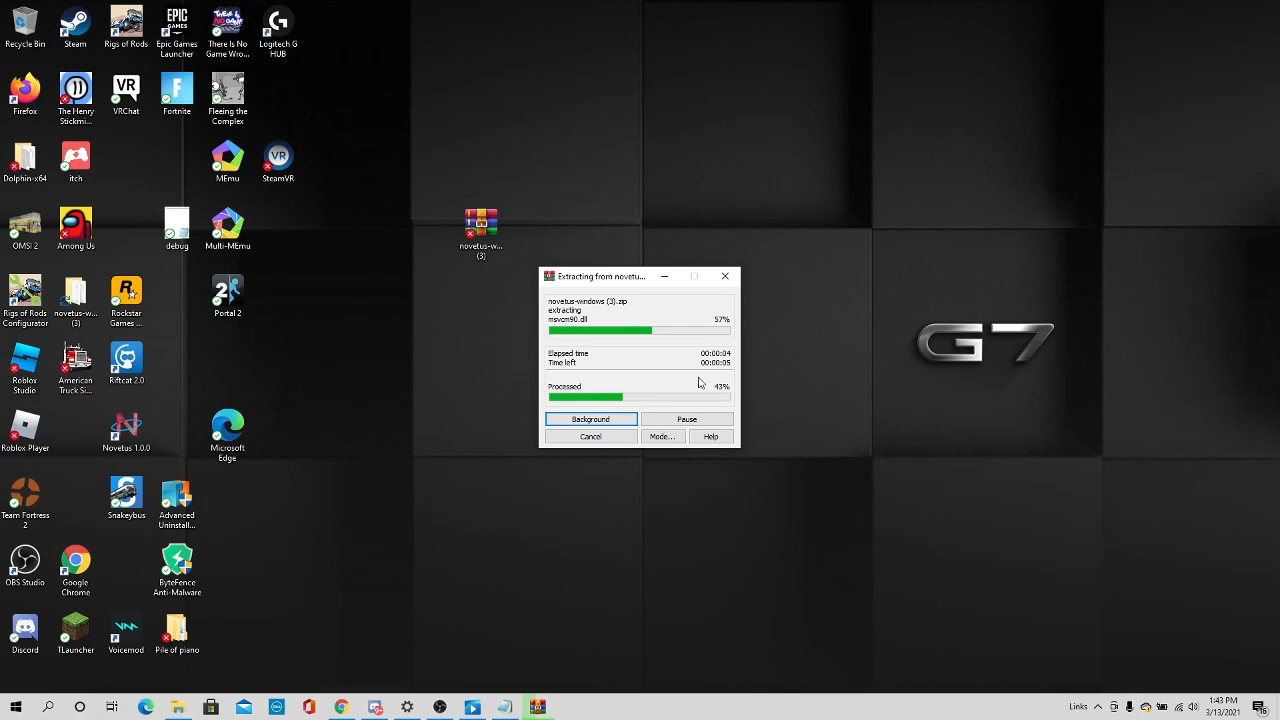 Recycle Bin
Steam
Rigs of Rods
Epic Games
Launcher
There Is No
Game Wro...
Logitech G
HUB
Firefox
The Henry
Stickmi...
VRChat
Fortnite
Fleeing the
Complex
Dolphin-x64
itch
MEmu
SteamVR
OMSI 2
Among Us
debug
Multi-MEmu
novetus-w...
(3)
Rigs of Rods
Configurator
novetus-w...
(3)
Rockstar
Games ...
Portal 2
Roblox
Studio
American
Truck Si...
Riftcat 2.0
Roblox Player
Novetus 1.0.0
Microsoft
Edge
Team Fortress
2
Snakeybus
Advanced
Uninstall...
OBS Studio
Google
Chrome
ByteFence
Anti-Malware
Discord
TLauncher
Voicemod
Pile of piano
Extracting from novetu...
novetus-windows (3).zip
extracting
msvcm90.dll 57%
Elapsed time 00:00:04
Time left 00:00:05
Processed 43%
Background Pause
Cancel Mode... Help
G7
Links
1:43 PM
3/13/2021